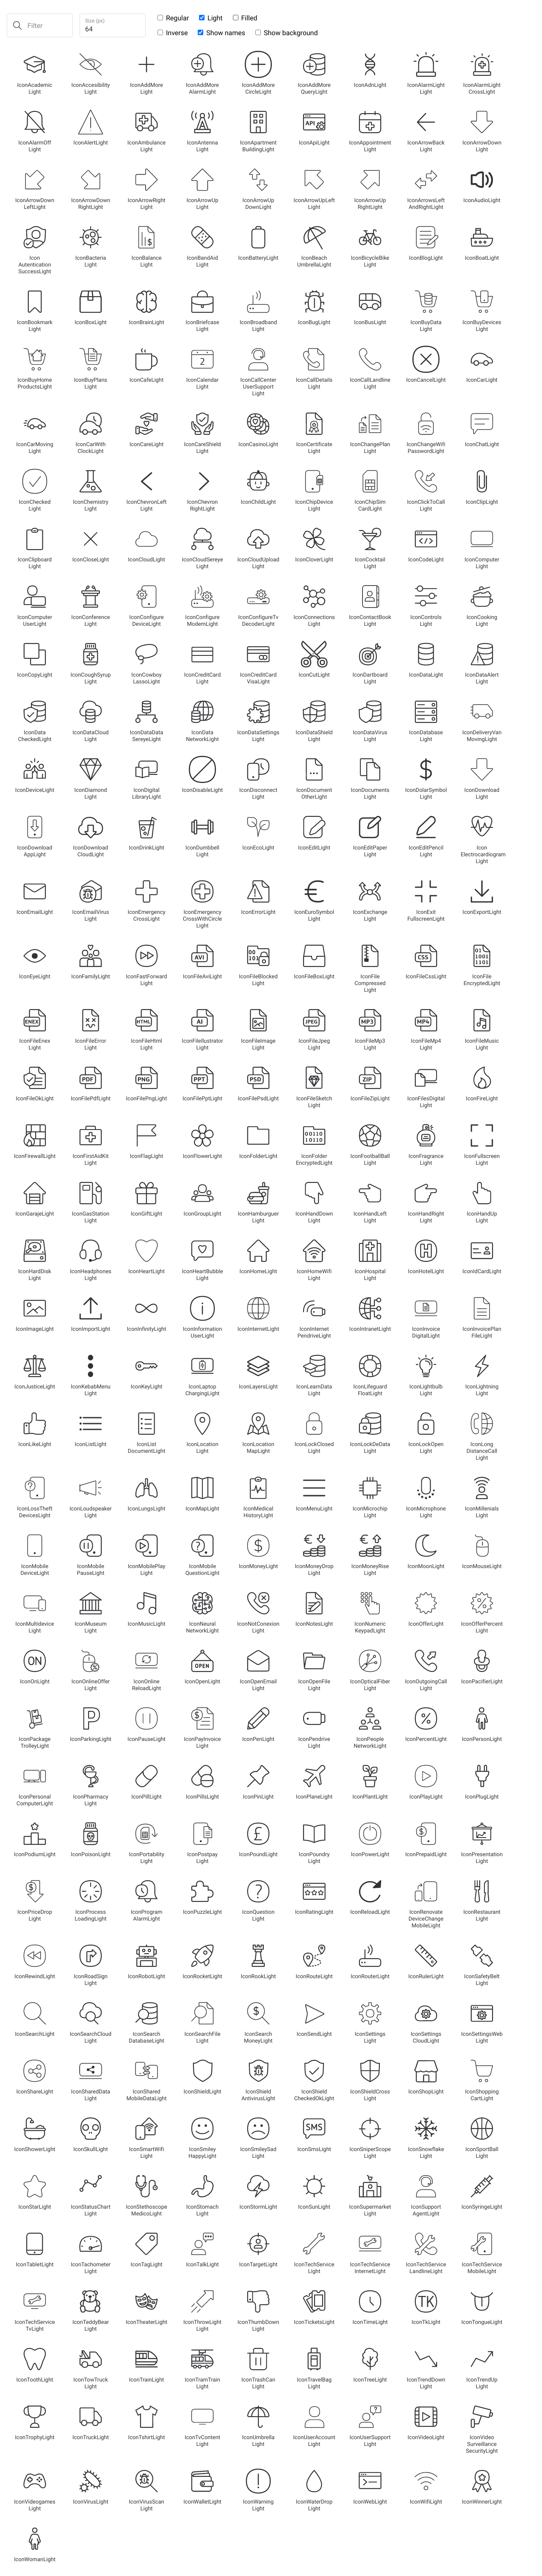 Filter
Size (px)
64
Regular
Light
Filled
Inverse
Show names
Show background
IconAcademic
Light
IconAccesibility
Light
IconAddMore
Light
IconAddMore
AlarmLight
IconAddMore
CircleLight
IconAddMore
QueryLight
IconAdnLight
IconAlarmLight
Light
IconAlarmLight
CrossLight
IconAlarmOff
Light
IconAlertLight
IconAmbulance
Light
IconAntenna
Light
IconApartment
BuildingLight
IconApiLight
IconAppointment
Light
IconArrowBack
Light
IconArrowDown
Light
IconArrowDown
LeftLight
IconArrowDown
RightLight
IconArrowRight
Light
IconArrowUp
Light
IconArrowUp
DownLight
IconArrowUpLeft
Light
IconArrowUp
RightLight
IconArrowsLeft
AndRightLight
IconAudioLight
Icon
Autentication
SuccessLight
IconBacteria
Light
IconBalance
Light
IconBandAid
Light
IconBatteryLight
IconBeach
UmbrellaLight
IconBicycleBike
Light
IconBlogLight
IconBoatLight
IconBookmark
Light
IconBoxLight
IconBrainLight
IconBriefcase
Light
IconBroadband
Light
IconBugLight
IconBusLight
IconBuyData
Light
IconBuyDevices
Light
IconBuyHome
ProductsLight
IconBuyPlans
Light
IconCafeLight
IconCalendar
Light
IconCallCenter
UserSupport
Light
IconCallDetails
Light
IconCallLandline
Light
IconCancelLight
IconCarLight
IconCarMoving
Light
IconCarWith
ClockLight
IconCareLight
IconCareShield
Light
IconCasinoLight
IconCertificate
Light
IconChangePlan
Light
IconChangeWifi
PasswordLight
IconChatLight
IconChecked
Light
IconChemistry
Light
IconChevronLeft
Light
IconChevron
RightLight
IconChildLight
IconChipDevice
Light
IconChipSim
CardLight
IconClickToCall
Light
IconClipLight
IconClipboard
Light
IconCloseLight
IconCloudLight
IconCloudSereye
Light
IconCloudUpload
Light
IconCloverLight
IconCocktail
Light
IconCodeLight
IconComputer
Light
IconComputer
UserLight
IconConference
Light
IconConfigure
DeviceLight
IconConfigure
ModemLight
IconConfigureTv
DecoderLight
IconConnections
Light
IconContactBook
Light
IconControls
Light
IconCooking
Light
IconCopyLight
IconCoughSyrup
Light
IconCowboy
LassoLight
IconCreditCard
Light
IconCreditCard
VisaLight
IconCutLight
IconDartboard
Light
IconDataLight
IconDataAlert
Light
IconData
CheckedLight
IconDataCloud
Light
IconDataData
SereyeLight
IconData
NetworkLight
IconDataSettings
Light
IconDataShield
Light
IconDataVirus
Light
IconDatabase
Light
IconDeliveryVan
MovingLight
IconDeviceLight
IconDiamond
Light
IconDigital
LibraryLight
IconDisableLight
IconDisconnect
Light
IconDocument
OtherLight
IconDocuments
Light
IconDolarSymbol
Light
IconDownload
Light
IconDownload
AppLight
IconDownload
CloudLight
IconDrinkLight
IconDumbbell
Light
IconEcoLight
IconEditLight
IconEditPaper
Light
IconEditPencil
Light
Icon
Electrocardiogram
Light
IconEmailLight
IconEmailVirus
Light
IconEmergency
CrossLight
IconEmergency
CrossWithCircle
Light
IconErrorLight
IconEuroSymbol
Light
IconExchange
Light
IconExit
FullscreenLight
IconExportLight
IconEyeLight
IconFamilyLight
IconFastForward
Light
IconFileAviLight
IconFileBlocked
Light
IconFileBoxLight
IconFile
Compressed
Light
IconFileCssLight
IconFile
EncryptedLight
IconFileEnex
Light
IconFileError
Light
IconFileHtml
Light
IconFileIllustrator
Light
IconFileImage
Light
IconFileJpeg
Light
IconFileMp3
Light
IconFileMp4
Light
IconFileMusic
Light
IconFileOkLight
IconFilePdfLight
IconFilePngLight
IconFilePptLight
IconFilePsdLight
IconFileSketch
Light
IconFileZipLight
IconFilesDigital
Light
IconFireLight
IconFirewallLight
IconFirstAidKit
Light
IconFlagLight
IconFlowerLight
IconFolderLight
IconFolder
EncryptedLight
IconFootballBall
Light
IconFragrance
Light
IconFullscreen
Light
IconGarajeLight
IconGasStation
Light
IconGiftLight
IconGroupLight
IconHamburguer
Light
IconHandDown
Light
IconHandLeft
Light
IconHandRight
Light
IconHandUp
Light
IconHardDisk
Light
IconHeadphones
Light
IconHeartLight
IconHeartBubble
Light
IconHomeLight
IconHomeWifi
Light
IconHospital
Light
IconHotelLight
IconIdCardLight
IconImageLight
IconImportLight
IconInfinityLight
IconInformation
UserLight
IconInternetLight
IconInternet
PendriveLight
IconIntranetLight
IconInvoice
DigitalLight
IconInvoicePlan
FileLight
IconJusticeLight
IconKebabMenu
Light
IconKeyLight
IconLaptop
ChargingLight
IconLayersLight
IconLearnData
Light
IconLifeguard
FloatLight
IconLightbulb
Light
IconLightning
Light
IconLikeLight
IconListLight
IconList
DocumentLight
IconLocation
Light
IconLocation
MapLight
IconLockClosed
Light
IconLockDeData
Light
IconLockOpen
Light
IconLong
DistanceCall
Light
IconLossTheft
DevicesLight
IconLoudspeaker
Light
IconLungsLight
IconMapLight
IconMedical
HistoryLight
IconMenuLight
IconMicrochip
Light
IconMicrophone
Light
IconMillenials
Light
IconMobile
DeviceLight
IconMobile
PauseLight
IconMobilePlay
Light
IconMobile
QuestionLight
IconMoneyLight
IconMoneyDrop
Light
IconMoneyRise
Light
IconMoonLight
IconMouseLight
IconMultidevice
Light
IconMuseum
Light
IconMusicLight
IconNeural
NetworkLight
IconNotConexion
Light
IconNotesLight
IconNumeric
KeypadLight
IconOfferLight
IconOfferPercent
Light
IconOnLight
IconOnlineOffer
Light
IconOnline
ReloadLight
IconOpenLight
IconOpenEmail
Light
IconOpenFile
Light
IconOpticalFiber
Light
IconOutgoingCall
Light
IconPacifierLight
IconPackage
TrolleyLight
IconParkingLight
IconPauseLight
IconPayInvoice
Light
IconPenLight
IconPendrive
Light
IconPeople
NetworkLight
IconPercentLight
IconPersonLight
IconPersonal
ComputerLight
IconPharmacy
Light
IconPillLight
IconPillsLight
IconPinLight
IconPlaneLight
IconPlantLight
IconPlayLight
IconPlugLight
IconPodiumLight
IconPoisonLight
IconPortability
Light
IconPostpay
Light
IconPoundLight
IconPoundry
Light
IconPowerLight
IconPrepaidLight
IconPresentation
Light
IconPriceDrop
Light
IconProcess
LoadingLight
IconProgram
AlarmLight
IconPuzzleLight
IconQuestion
Light
IconRatingLight
IconReloadLight
IconRenovate
DeviceChange
MobileLight
IconRestaurant
Light
IconRewindLight
IconRoadSign
Light
IconRobotLight
IconRocketLight
IconRookLight
IconRouteLight
IconRouterLight
IconRulerLight
IconSafetyBelt
Light
IconSearchLight
IconSearchCloud
Light
IconSearch
DatabaseLight
IconSearchFile
Light
IconSearch
MoneyLight
IconSendLight
IconSettings
Light
IconSettings
CloudLight
IconSettingsWeb
Light
IconShareLight
IconSharedData
Light
IconShared
MobileDataLight
IconShieldLight
IconShield
AntivirusLight
IconShield
CheckedOkLight
IconShieldCross
Light
IconShopLight
IconShopping
CartLight
IconShowerLight
IconSkullLight
IconSmartWifi
Light
IconSmiley
HappyLight
IconSmileySad
Light
IconSmsLight
IconSniperScope
Light
IconSnowflake
Light
IconSportBall
Light
IconStarLight
IconStatusChart
Light
IconStethoscope
MedicoLight
IconStomach
Light
IconStormLight
IconSunLight
IconSupermarket
Light
IconSupport
AgentLight
IconSyringeLight
IconTabletLight
IconTachometer
Light
IconTagLight
IconTalkLight
IconTargetLight
IconTechService
Light
IconTechService
InternetLight
IconTechService
LandlineLight
IconTechService
MobileLight
IconTechService
TvLight
IconTeddyBear
Light
IconTheaterLight
IconThrowLight
IconThumbDown
Light
IconTicketsLight
IconTimeLight
IconTkLight
IconTongueLight
IconToothLight
IconTowTruck
Light
IconTrainLight
IconTramTrain
Light
IconTrashCan
Light
IconTravelBag
Light
IconTreeLight
IconTrendDown
Light
IconTrendUp
Light
IconTrophyLight
IconTruckLight
IconTshirtLight
IconTvContent
Light
IconUmbrella
Light
IconUserAccount
Light
IconUserSupport
Light
IconVideoLight
IconVideo
Surveillance
SecurityLight
IconVideogames
Light
IconVirusLight
IconVirusScan
Light
IconWalletLight
IconWarning
Light
IconWaterDrop
Light
IconWebLight
IconWifiLight
IconWinnerLight
IconWomanLight